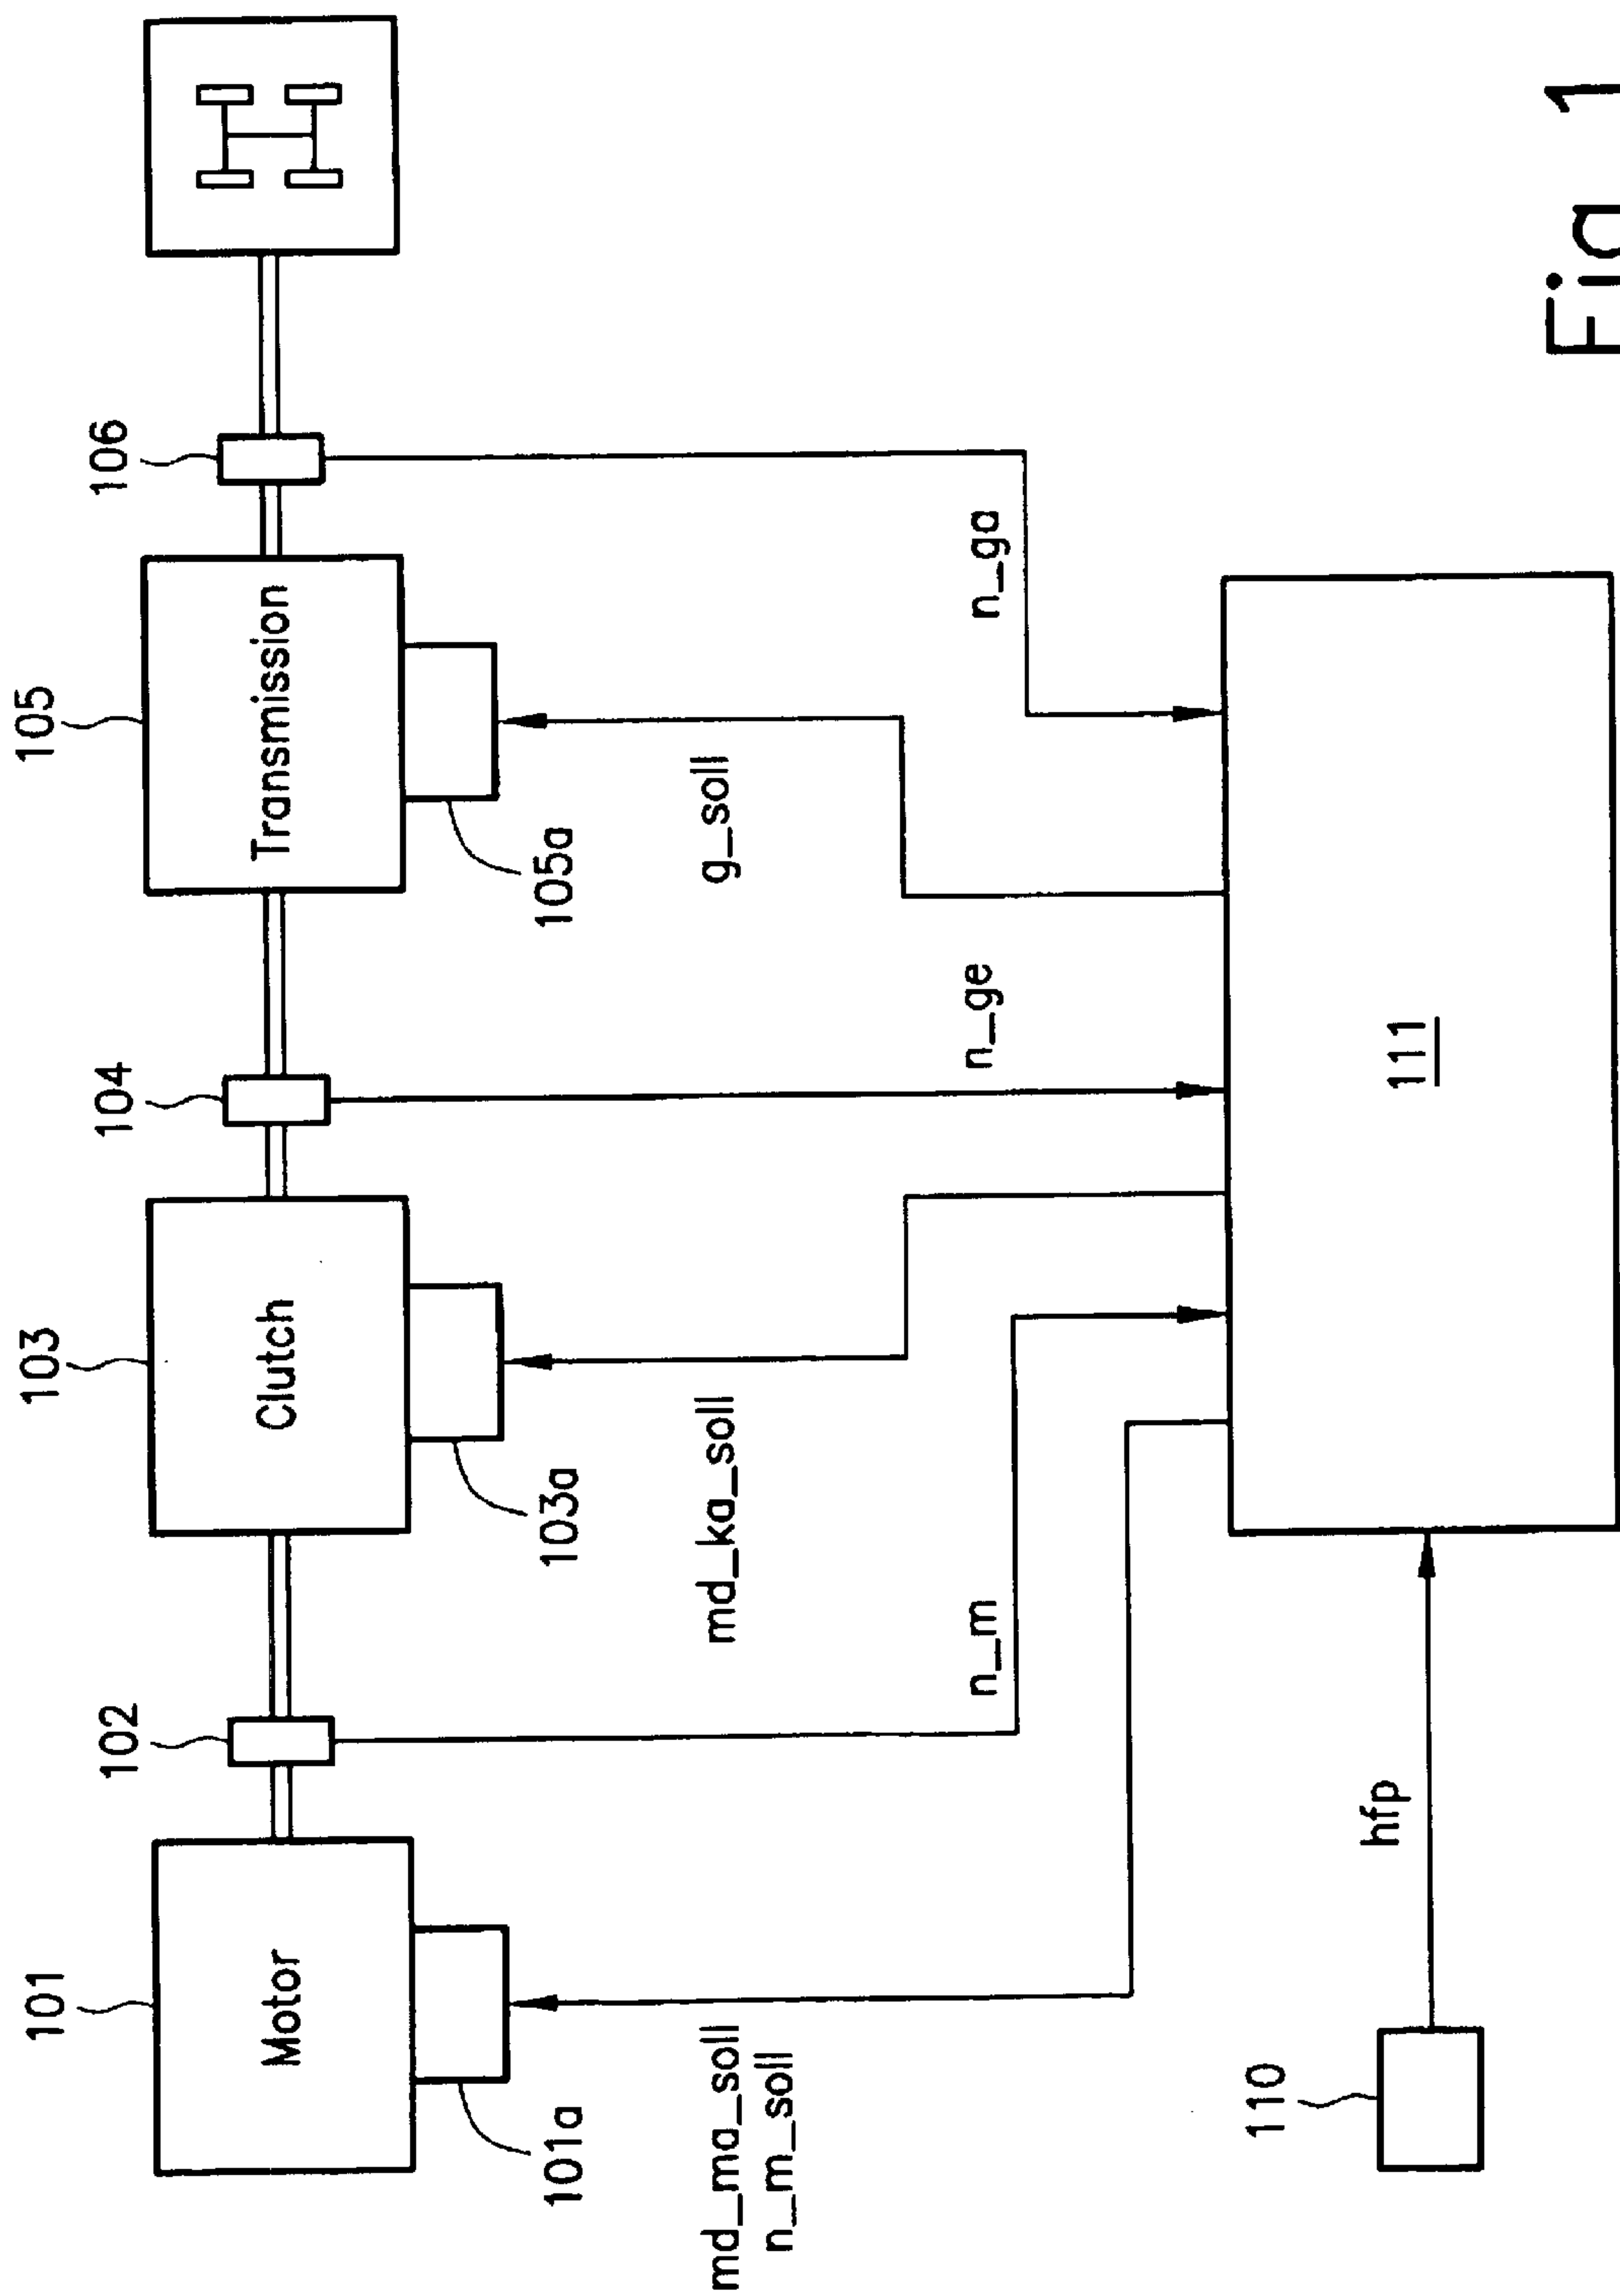 101
102
103
104
105
106
Motor
Clutch
Transmission
101a
103a
105a
md_ma_soll
n_m_soll
md_ka_soll
g_soll
n_m
n_ge
n_ga
110
hfp
111
Fig. 1